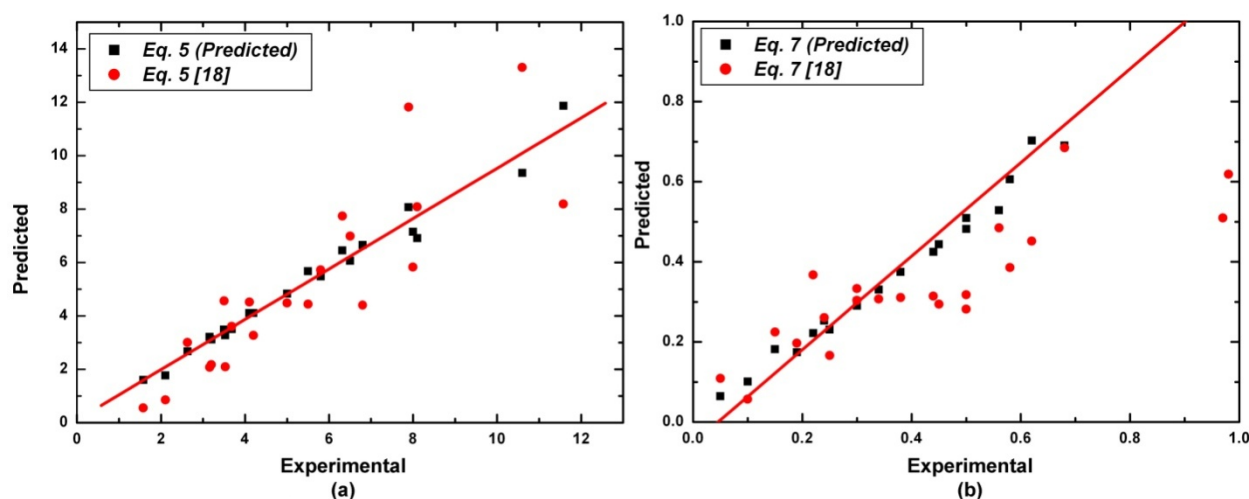 Eq. 5 (Predicted)
Eq. 5 [18]
14
12
10
8
6
4
2
0
0 2 4 6 8 10 12
Predicted
Experimental
(a)
Eq. 7 (Predicted)
Eq. 7 [18]
1.0
0.8
0.6
0.4
0.2
0.0
0.0 0.2 0.4 0.6 0.8 1.0
Predicted
Experimental
(b)